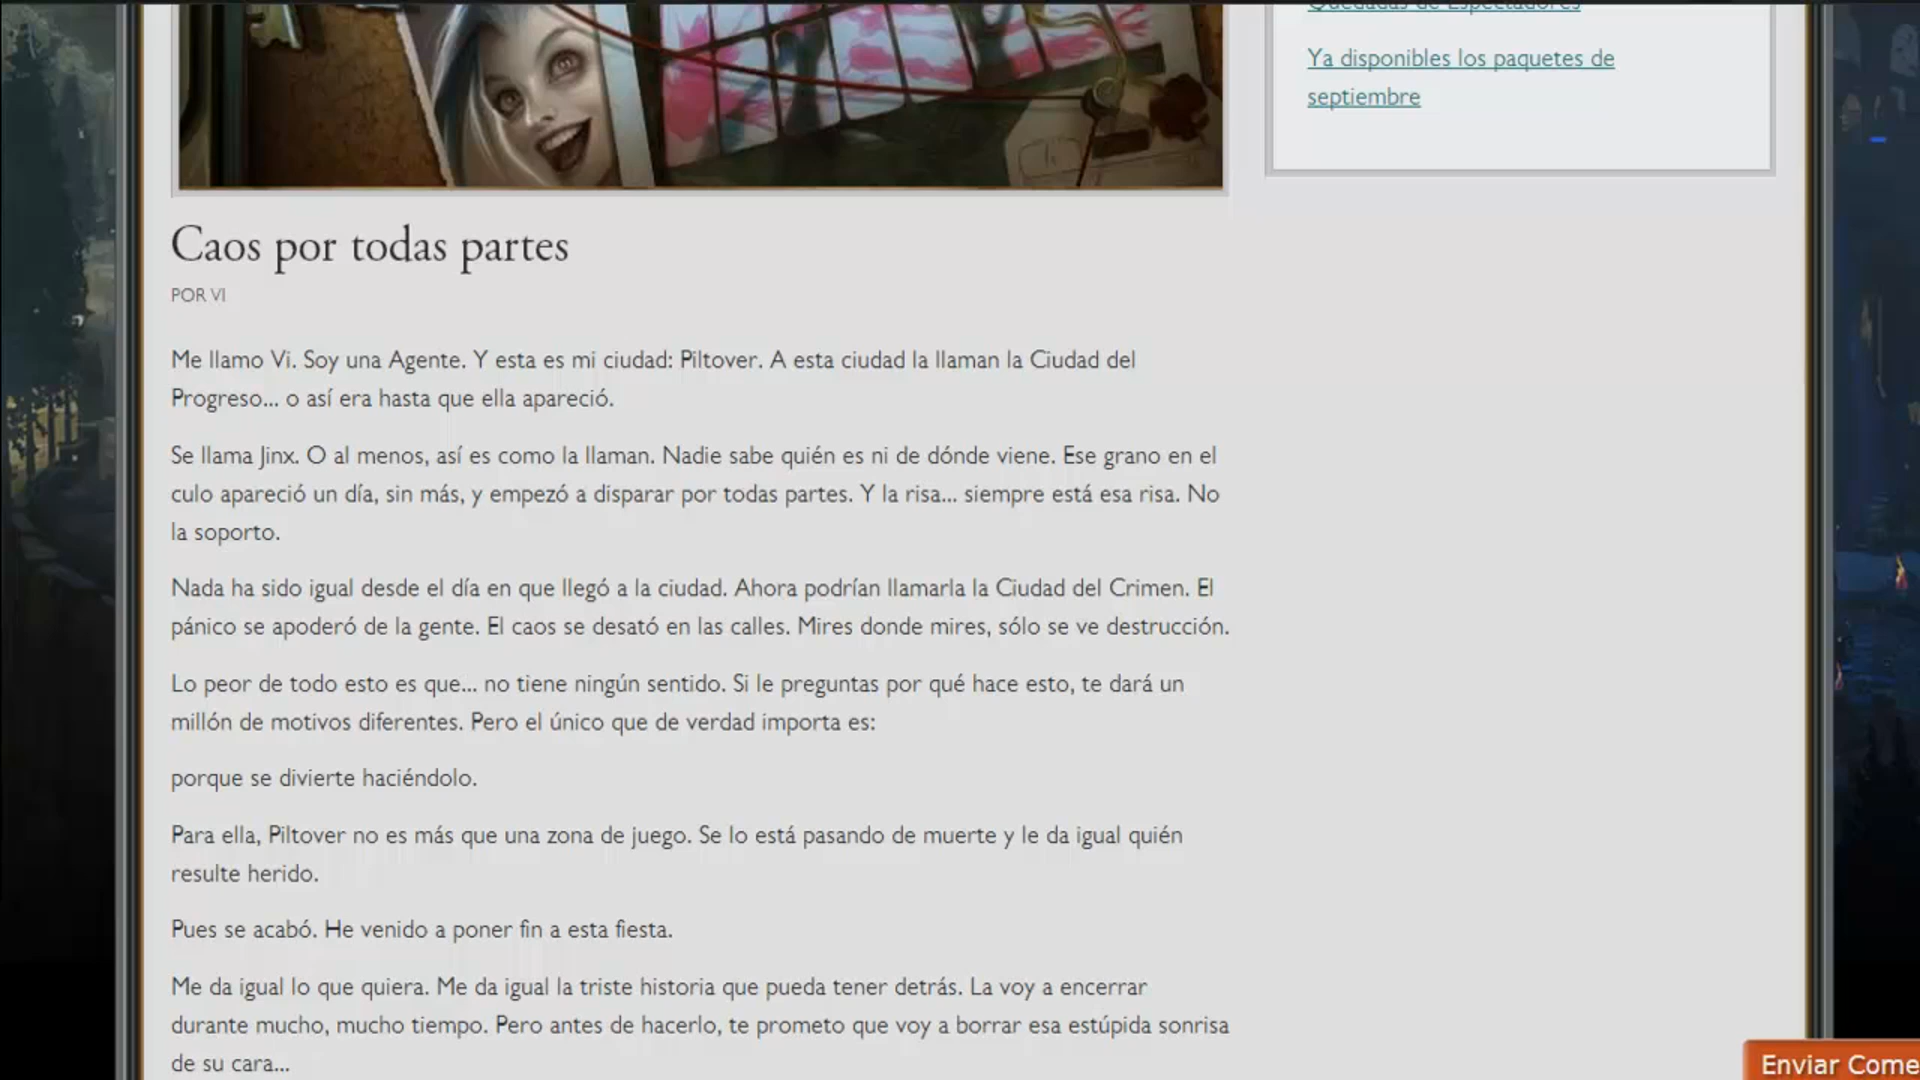 Quedadas de Espectadores
Ya disponibles los paquetes de
septiembre
Caos por todas partes
POR VI
Me llamo Vi. Soy una Agente. Y esta es mi ciudad: Piltover. A esta ciudad la llaman la Ciudad del
Progreso... o así era hasta que ella apareció.
Se llama Jinx. O al menos, así es como la llaman. Nadie sabe quién es ni de dónde viene. Ese grano en el
culo apareció un día, sin más, y empezó a disparar por todas partes. Y la risa... siempre está esa risa. No
la soporto.
Nada ha sido igual desde el día en que llegó a la ciudad. Ahora podrían llamarla la Ciudad del Crimen. El
pánico se apoderó de la gente. El caos se desató en las calles. Mires donde mires, sólo se ve destrucción.
Lo peor de todo esto es que... no tiene ningún sentido. Si le preguntas por qué hace esto, te dará un
millón de motivos diferentes. Pero el único que de verdad importa es:
porque se divierte haciéndolo.
Para ella, Piltover no es más que una zona de juego. Se lo está pasando de muerte y le da igual quién
resulte herido.
Pues se acabó. He venido a poner fin a esta fiesta.
Me da igual lo que quiera. Me da igual la triste historia que pueda tener detrás. La voy a encerrar
durante mucho, mucho tiempo. Pero antes de hacerlo, te prometo que voy a borrar esa estúpida sonrisa
de su cara...
Enviar Come